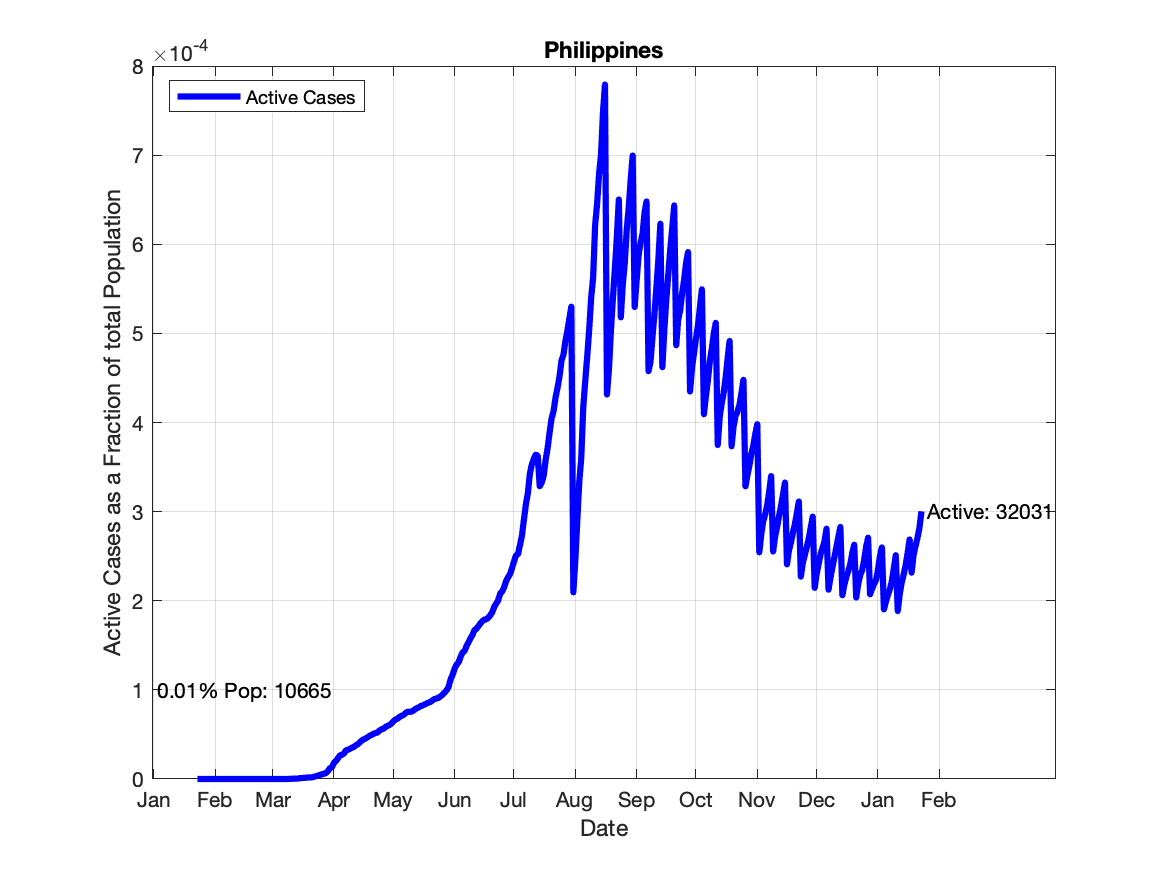 Philippines
×10-4
Active Cases
8
7
6
5
4
3
2
1
0
Active Cases as a Fraction of total Population
Active: 32031
0.01% Pop: 10665
Jan Feb Mar Apr May Jun Jul Aug Sep Oct Nov Dec Jan Feb
Date